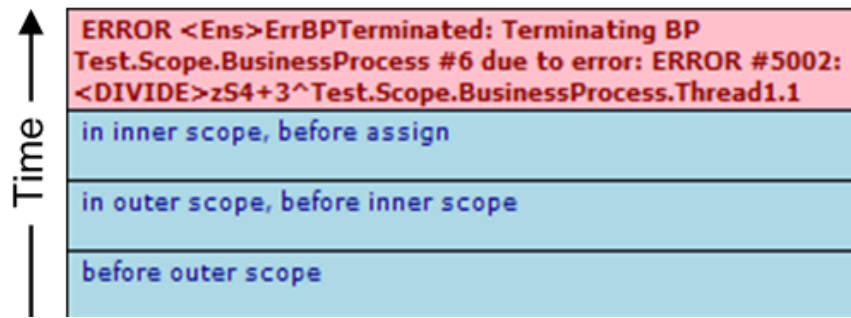 Time
ERROR <Ens>ErrBPTerminated: Terminating BP
Test.Scope.BusinessProcess #6 due to error: ERROR #5002:
<DIVIDE>zS4+3^Test.Scope.BusinessProcess.Thread1.1
in inner scope, before assign
in outer scope, before inner scope
before outer scope